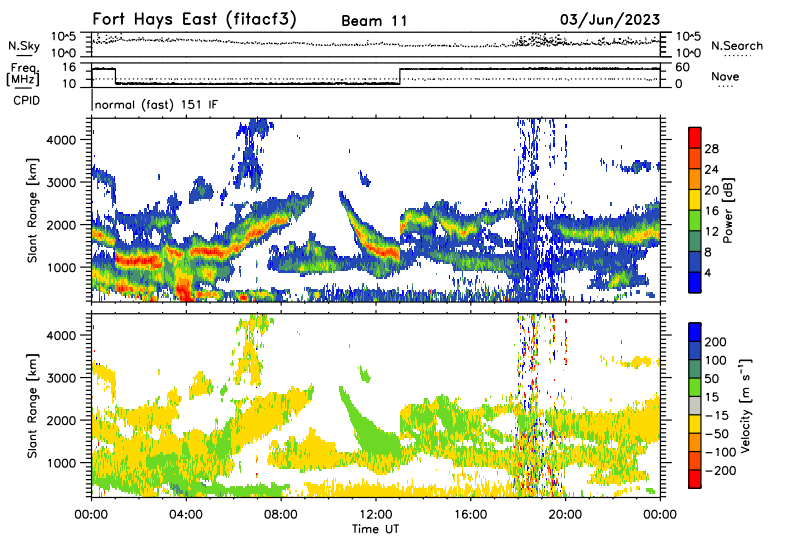 Fort Hays East (fitacf3) Beam 11 03/Jun/2023
N.Sky 10^5 10^0 10^5 10^0 N.Search
Freq. [MHz] 16 10 60 0 Nave
CPID normal (fast) 151 IF
Slant Range [km] 4000 3000 2000 1000
Power [dB] 28 24 20 16 12 8 4
Slant Range [km] 4000 3000 2000 1000
Velocity [m s⁻¹] 200 100 50 15 −15 −50 −100 −200
00:00 04:00 08:00 12:00 16:00 20:00 00:00
Time UT